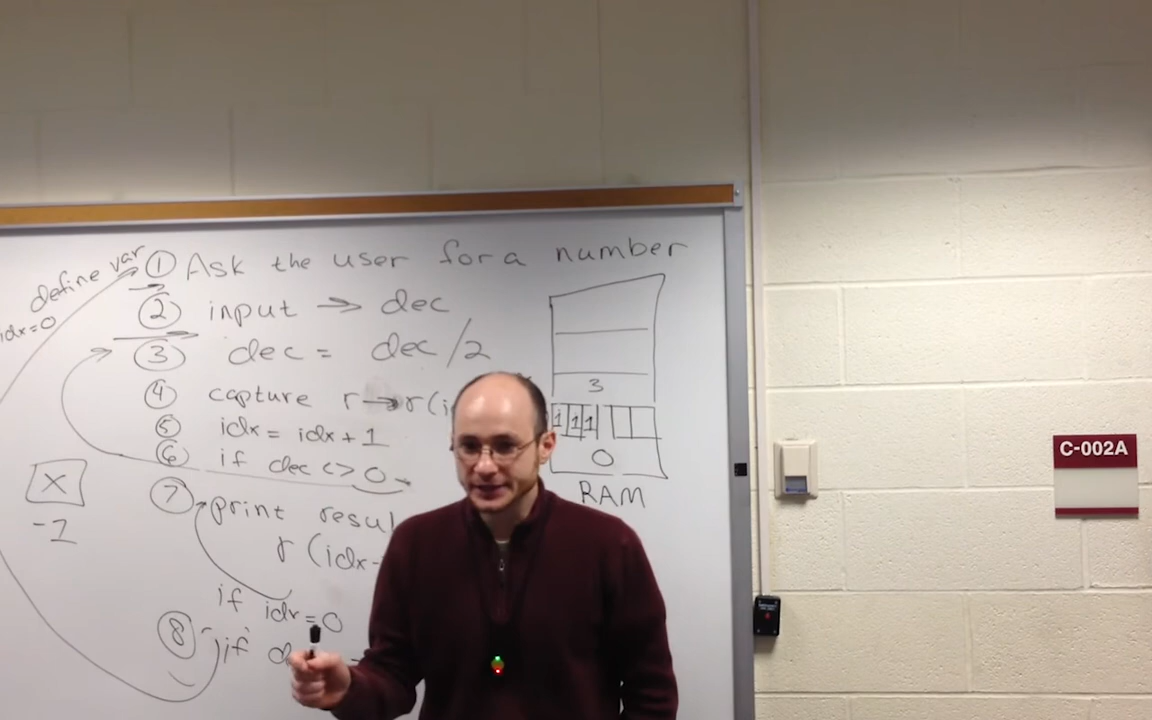 define var
idx=0
① Ask the user for a number
② input → dec
③ dec = dec/2
④ capture r → r(i
⑤ idx = idx+1
⑥ if dec <> 0
⑦ print resul
r (idx-
if idx=0
⑧ if
X
-1
3
1 1 1
0
RAM
C-002A